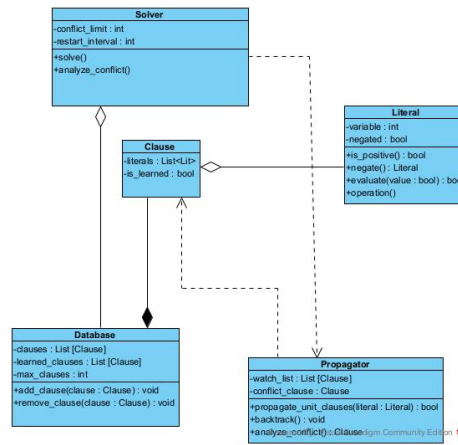 Solver
-conflict_limit : int
-restart_interval : int
+solve()
+analyze_conflict()
Clause
-literals : List<Lit>
-is_learned : bool
Literal
-variable : int
-negated : bool
+is_positive() : bool
+negate() : Literal
+evaluate(value : bool) : bo
+operation()
Database
-clauses : List [Clause]
-learned_clauses : List [Clause]
-max_clauses : int
+add_clause(clause : Clause) : void
+remove_clause(clause : Clause) : void
Propagator
-watch_list : List [Clause]
-conflict_clause : Clause
+propagate_unit_clauses(literal : Literal) : bool
+backtrack() : void
+analyze_conflict() : Clause
digm Community Edition